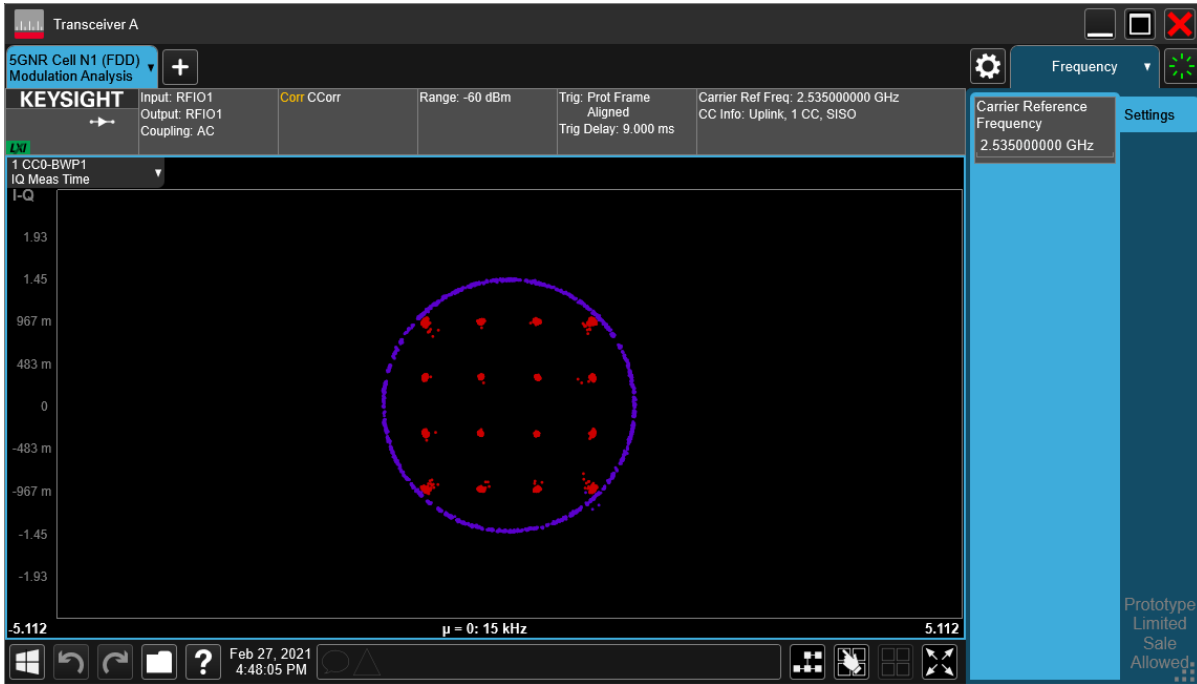 Transceiver A
5GNR Cell N1 (FDD)
Modulation Analysis
Frequency
KEYSIGHT
LXI
Input: RFIO1
Output: RFIO1
Coupling: AC
Corr CCorr
Range: -60 dBm
Trig: Prot Frame
Aligned
Trig Delay: 9.000 ms
Carrier Ref Freq: 2.535000000 GHz
CC Info: Uplink, 1 CC, SISO
Carrier Reference
Frequency
2.535000000 GHz
Settings
1 CC0-BWP1
IQ Meas Time
I-Q
1.93
1.45
967 m
483 m
0
-483 m
-967 m
-1.45
-1.93
-5.112
μ = 0: 15 kHz
5.112
Prototype
Limited
Sale
Allowed.
?
Feb 27, 2021
4:48:05 PM